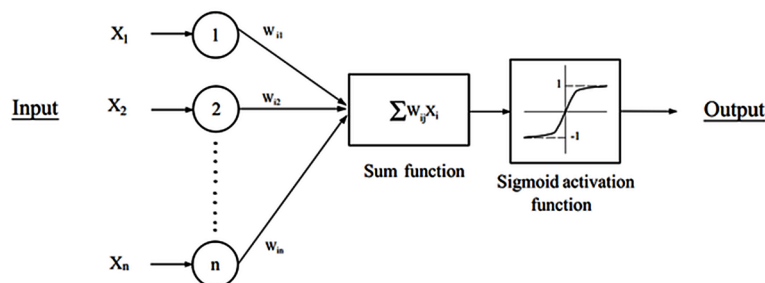 X1
1
Wi1
Input
X2
2
Wi2
∑WijXi
1
-1
Output
Sum function
Sigmoid activation
function
Xn
n
Win